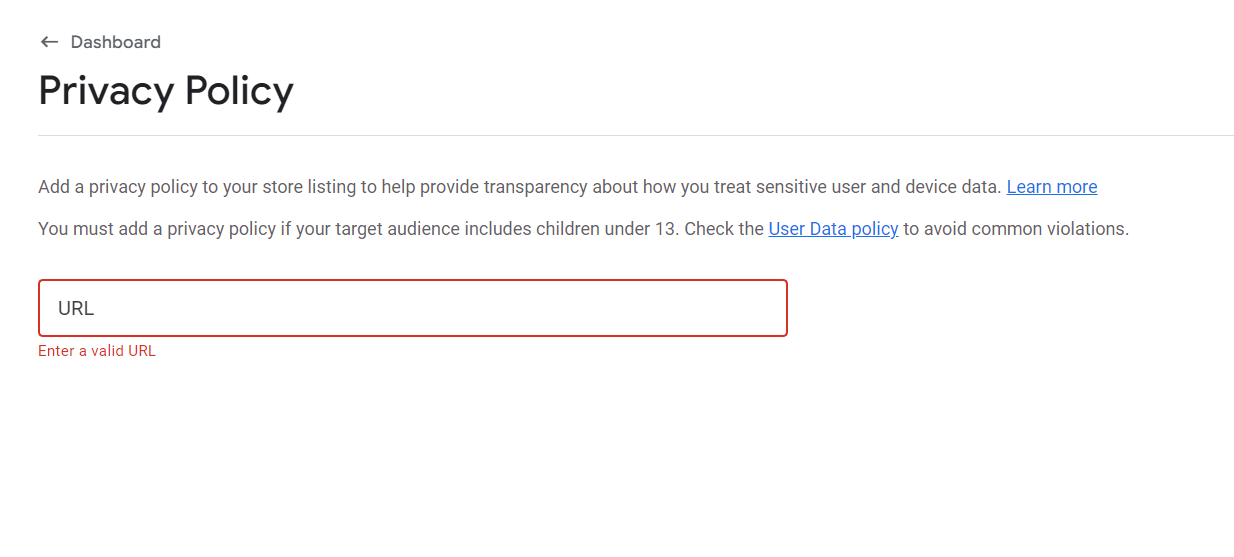 ← Dashboard
Privacy Policy
Add a privacy policy to your store listing to help provide transparency about how you treat sensitive user and device data. Learn more
You must add a privacy policy if your target audience includes children under 13. Check the User Data policy to avoid common violations.
URL
Enter a valid URL